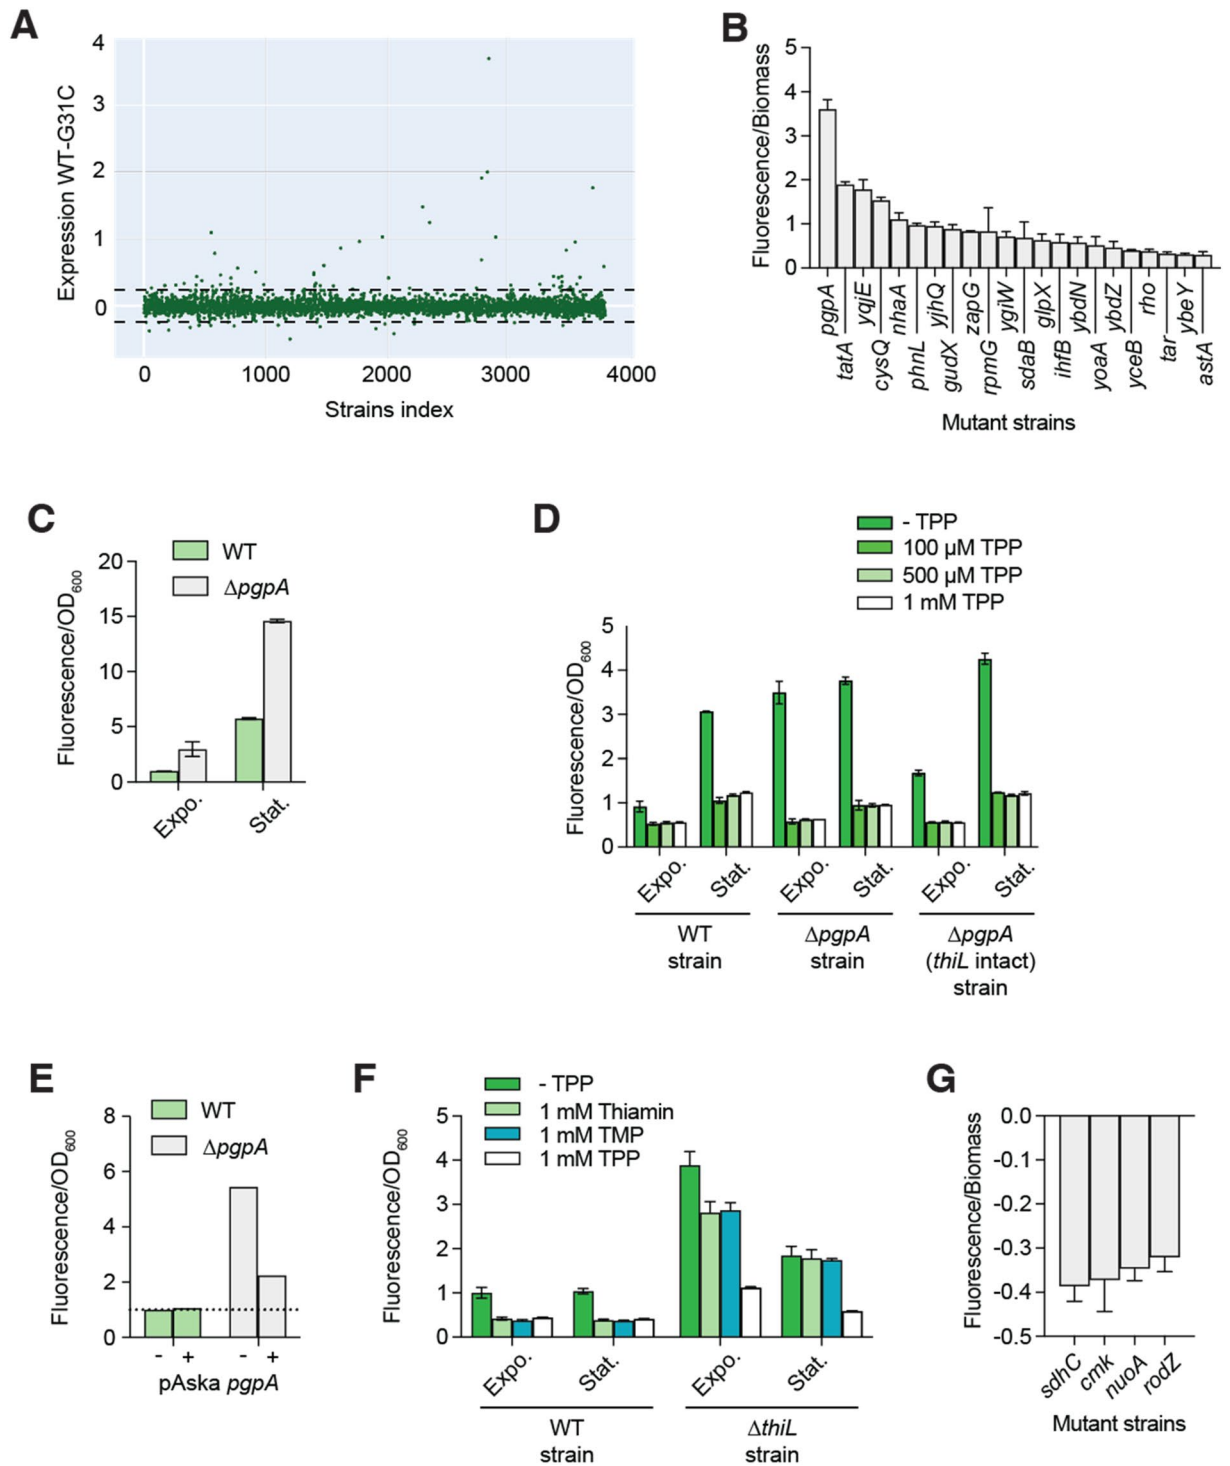 A
Expression WT-G31C
4
3
2
1
0
0 1000 2000 3000 4000
Strains index
B
Fluorescence/Biomass
5
4
3
2
1
0
pgpA
tatA
yqjE
cysQ
nhaA
phnL
yjhQ
gudX
zapG
rpmG
ygiW
sdaB
glpX
ihfB
ybdN
yoaA
ybdZ
yceB
rho
tar
ybeY
astA
Mutant strains
C
WT
ΔpgpA
Fluorescence/OD600
20
15
10
5
0
Expo. Stat.
D
- TPP
100 µM TPP
500 µM TPP
1 mM TPP
Fluorescence/OD600
5
4
3
2
1
0
Expo. Stat. Expo. Stat. Expo. Stat.
WT strain
ΔpgpA strain
ΔpgpA (thiL intact) strain
E
WT
ΔpgpA
Fluorescence/OD600
8
6
4
2
0
- + - +
pAska pgpA
F
- TPP
1 mM Thiamin
1 mM TMP
1 mM TPP
Fluorescence/OD600
5
4
3
2
1
0
Expo. Stat. Expo. Stat.
WT strain
ΔthiL strain
G
Fluorescence/Biomass
0.0
-0.1
-0.2
-0.3
-0.4
-0.5
sdhC
cmk
nuoA
rodZ
Mutant strains